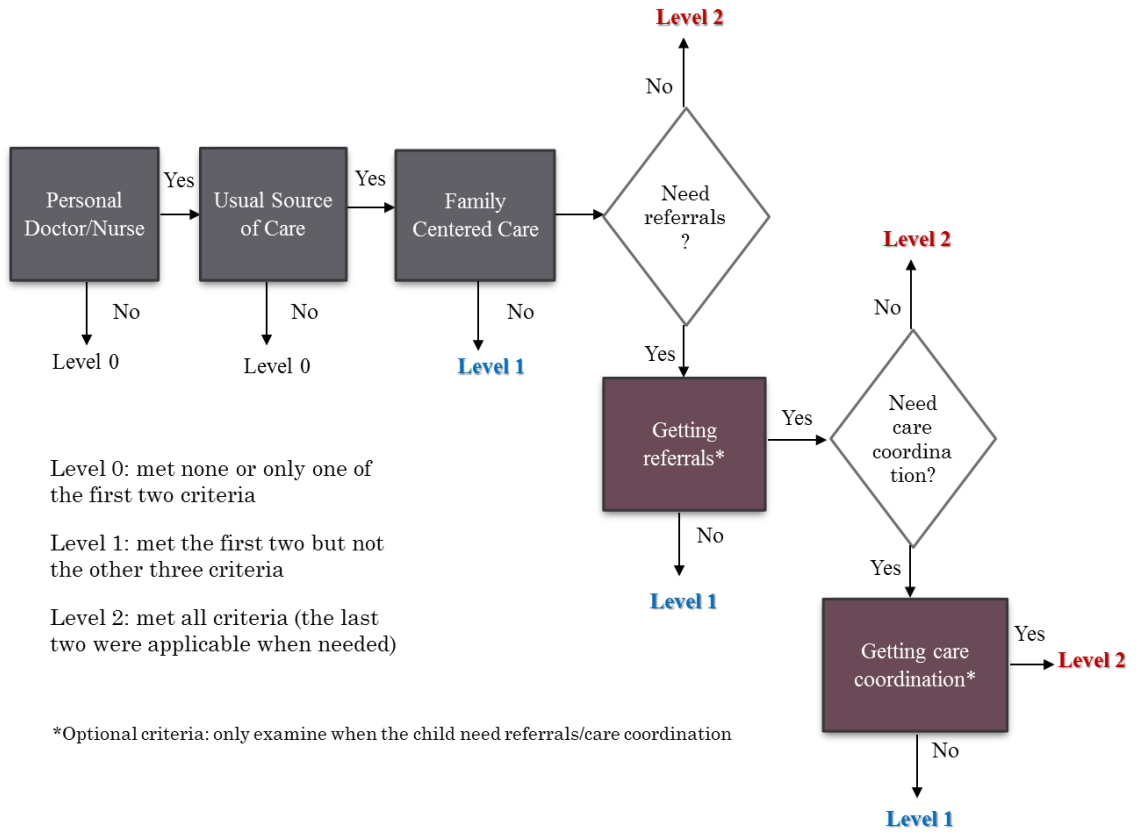 Level 2
No
Personal
Doctor/Nurse
Yes
Usual Source
of Care
Yes
Family
Centered Care
Need
referrals
?
No
Level 0
No
Level 0
No
Level 1
Yes
Level 2
No
Getting
referrals*
Yes
Need
care
coordina
tion?
No
Level 1
Yes
Getting care
coordination*
Yes
Level 2
No
Level 1
Level 0: met none or only one of
the first two criteria
Level 1: met the first two but not
the other three criteria
Level 2: met all criteria (the last
two were applicable when needed)
*Optional criteria: only examine when the child need referrals/care coordination